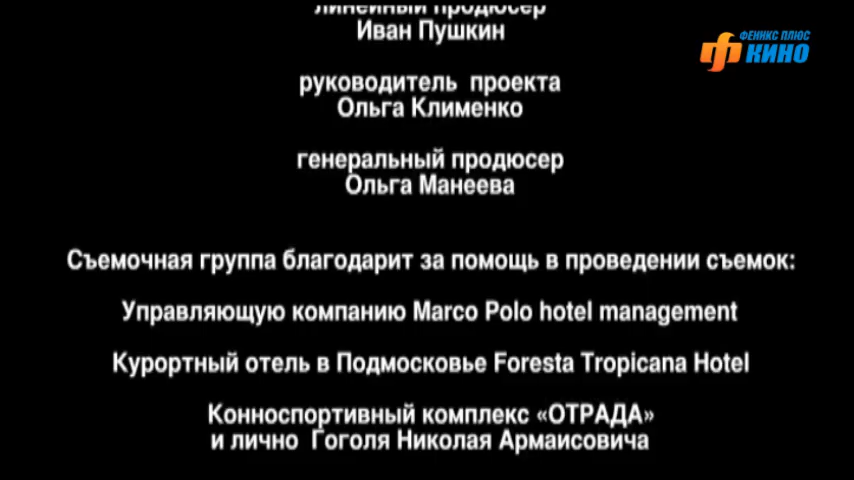 линейный продюсер
Иван Пушкин
ФЕНИКС ПЛЮС
КИНО
руководитель проекта
Ольга Клименко
генеральный продюсер
Ольга Манеева
Съемочная группа благодарит за помощь в проведении съемок:
Управляющую компанию Marco Polo hotel management
Курортный отель в Подмосковье Foresta Tropicana Hotel
Конноспортивный комплекс «ОТРАДА»
и лично Гоголя Николая Армаисовича